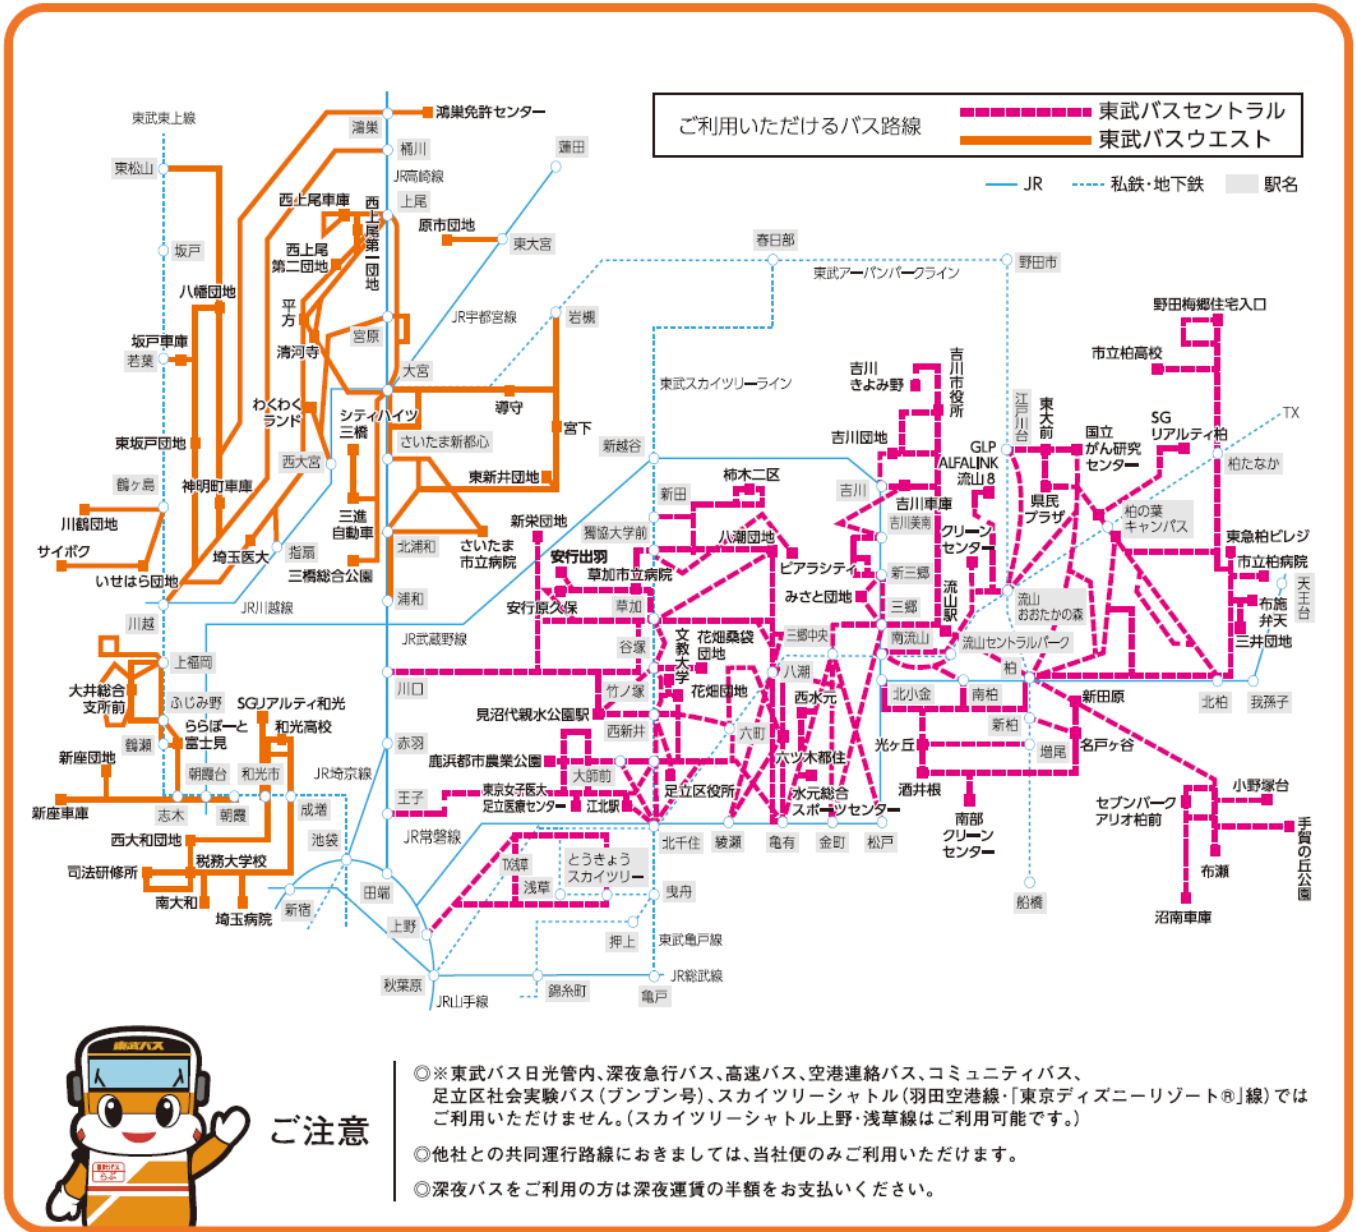 鴻巣免許センター
東武東上線
鴻巣
ご利用いただけるバス路線
東武バスセントラル
東武バスウエスト
JR
私鉄・地下鉄
駅名
桶川
蓮田
東松山
JR高崎線
西上尾車庫
西上尾第一団地
上尾
原市団地
東大宮
坂戸
西上尾
第二団地
春日部
東武アーバンパークライン
野田市
八幡団地
平方
JR宇都宮線
岩槻
野田梅郷住宅入口
坂戸車庫
宮原
清河寺
若葉
市立柏高校
大宮
東武スカイツリーライン
吉川
きよみ野
吉川市役所
わくわく
ランド
シティハイツ
三橋
導守
江戸川台
東大前
SG
リアルティ柏
TX
東坂戸団地
さいたま新都心
宮下
新越谷
吉川団地
GLP
ALFALINK
流山8
国立
がん研究
センター
柏たなか
西大宮
鶴ヶ島
神明町車庫
東新井団地
柿木二区
新田
吉川
吉川車庫
県民
プラザ
柏の葉
キャンパス
川鶴団地
三進
自動車
新栄団地
獨協大学前
吉川美南
クリーン
センター
サイボク
埼玉医大
指扇
北浦和
さいたま
市立病院
八潮団地
東急柏ビレジ
安行出羽
草加市立病院
ピアラシティ
市立柏病院
いせはら団地
三橋総合公園
新三郷
天王台
JR川越線
浦和
安行原久保
草加
みさと団地
三郷
流山駅
流山
おおたかの森
布施
弁天
川越
JR武蔵野線
文教大学
花畑桑袋
団地
三郷中央
南流山
流山セントラルパーク
三井団地
上福岡
谷塚
八潮
柏
大井総合
支所前
ふじみ野
川口
竹ノ塚
花畑団地
西水元
北小金
南柏
新田原
北柏
我孫子
SGリアルティ和光
ららぽーと
富士見
和光高校
見沼代親水公園駅
西新井
六町
新柏
鶴瀬
赤羽
光ヶ丘
増尾
名戸ヶ谷
新座団地
朝霞台
和光市
JR埼京線
鹿浜都市農業公園
大師前
六ツ木都住
新座車庫
志木
朝霞
成増
王子
東京女子医大
足立医療センター
江北駅
足立区役所
水元総合
スポーツセンター
酒井根
セブンパーク
アリオ柏前
小野塚台
西大和団地
池袋
JR常磐線
北千住
綾瀬
亀有
金町
松戸
南部
クリーン
センター
手賀の丘公園
司法研修所
税務大学校
TX浅草
とうきょう
スカイツリー
布瀬
南大和
埼玉病院
新宿
田端
浅草
曳舟
船橋
沼南車庫
上野
押上
東武亀戸線
秋葉原
JR山手線
錦糸町
亀戸
JR総武線
東武バス
東武バス
らぶ
ご注意
◎※東武バス日光管内、深夜急行バス、高速バス、空港連絡バス、コミュニティバス、
足立区社会実験バス(ブンブン号)、スカイツリーシャトル(羽田空港線・「東京ディズニーリゾート®」線)では
ご利用いただけません。(スカイツリーシャトル上野・浅草線はご利用可能です。)
◎他社との共同運行路線におきましては、当社便のみご利用いただけます。
◎深夜バスをご利用の方は深夜運賃の半額をお支払いください。